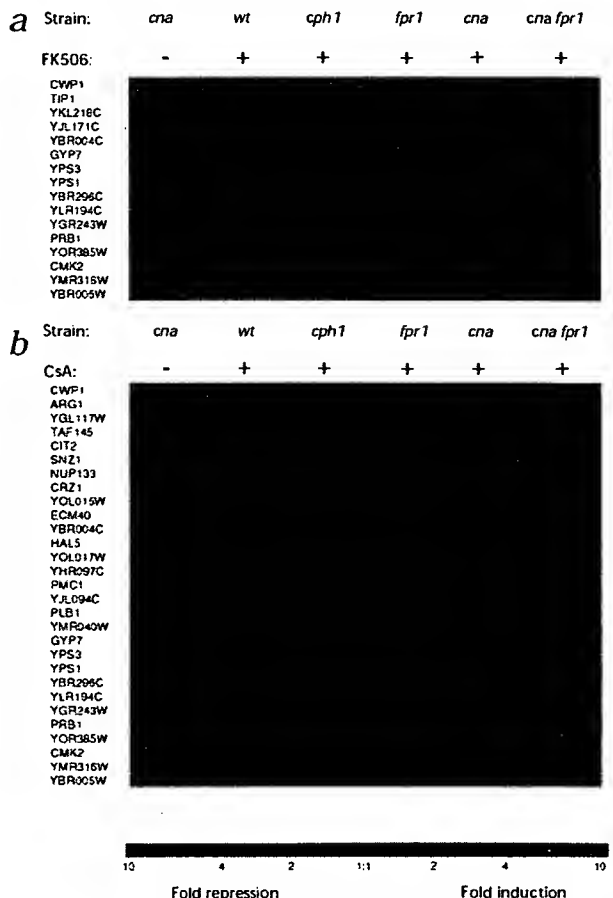 a Strain: cna wt cph1 fpr1 cna cna fpr1
FK506: - + + + + +
CWP1
TIP1
YKL218C
YJL171C
YBR004C
GYP7
YPS3
YPS1
YBR296C
YLR194C
YGR243W
PRB1
YOR385W
CMK2
YMR316W
YBR005W
b Strain: cna wt cph1 fpr1 cna cna fpr1
CsA: - + + + + +
CWP1
ARG1
YGL117W
TAF145
CIT2
SNZ1
NUP133
CRZ1
YOL015W
ECM40
YBR004C
HAL5
YOL017W
YHR097C
PMC1
YJL094C
PLB1
YMR040W
GYP7
YPS3
YPS1
YBR296C
YLR194C
YGR243W
PRB1
YOR385W
CMK2
YMR316W
YBR005W
10 4 2 1:1 2 4 10
Fold repression Fold induction